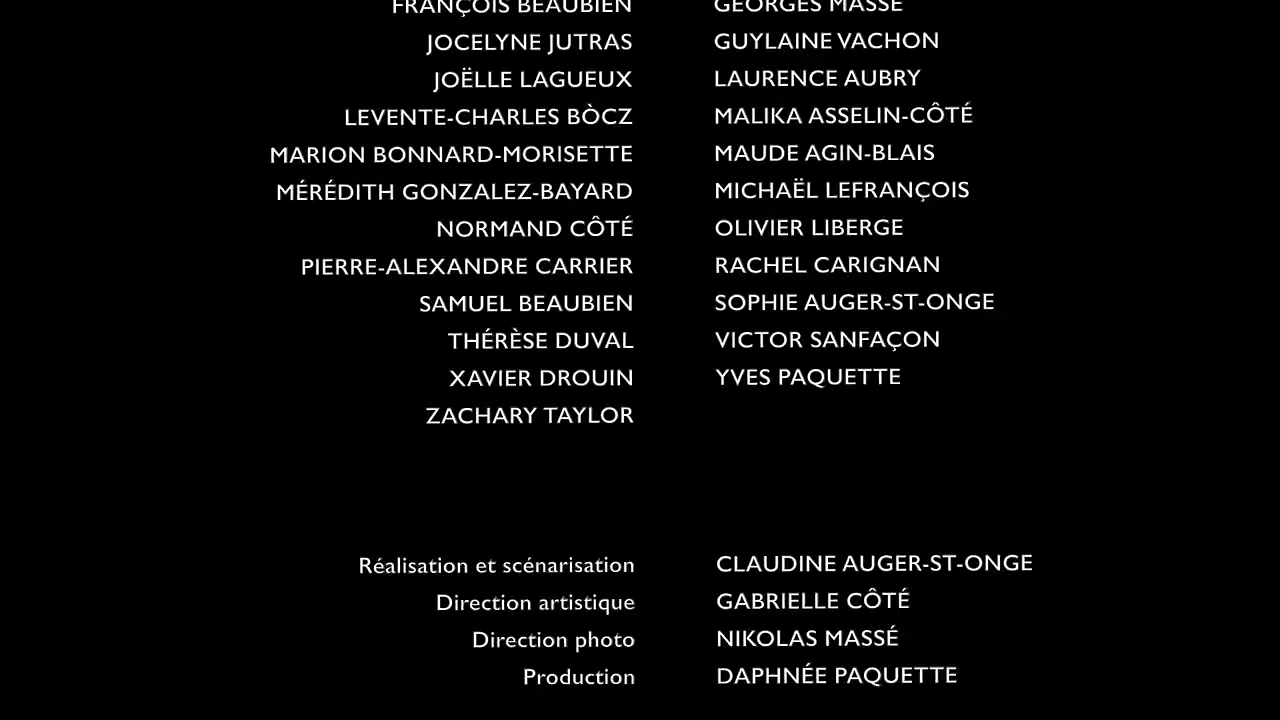 FRANÇOIS BEAUBIEN GEORGES MASSÉ
JOCELYNE JUTRAS GUYLAINE VACHON
JOËLLE LAGUEUX LAURENCE AUBRY
LEVENTE-CHARLES BÒCZ MALIKA ASSELIN-CÔTÉ
MARION BONNARD-MORISETTE MAUDE AGIN-BLAIS
MÉRÉDITH GONZALEZ-BAYARD MICHAËL LEFRANÇOIS
NORMAND CÔTÉ OLIVIER LIBERGE
PIERRE-ALEXANDRE CARRIER RACHEL CARIGNAN
SAMUEL BEAUBIEN SOPHIE AUGER-ST-ONGE
THÉRÈSE DUVAL VICTOR SANFAÇON
XAVIER DROUIN YVES PAQUETTE
ZACHARY TAYLOR
Réalisation et scénarisation CLAUDINE AUGER-ST-ONGE
Direction artistique GABRIELLE CÔTÉ
Direction photo NIKOLAS MASSÉ
Production DAPHNÉE PAQUETTE